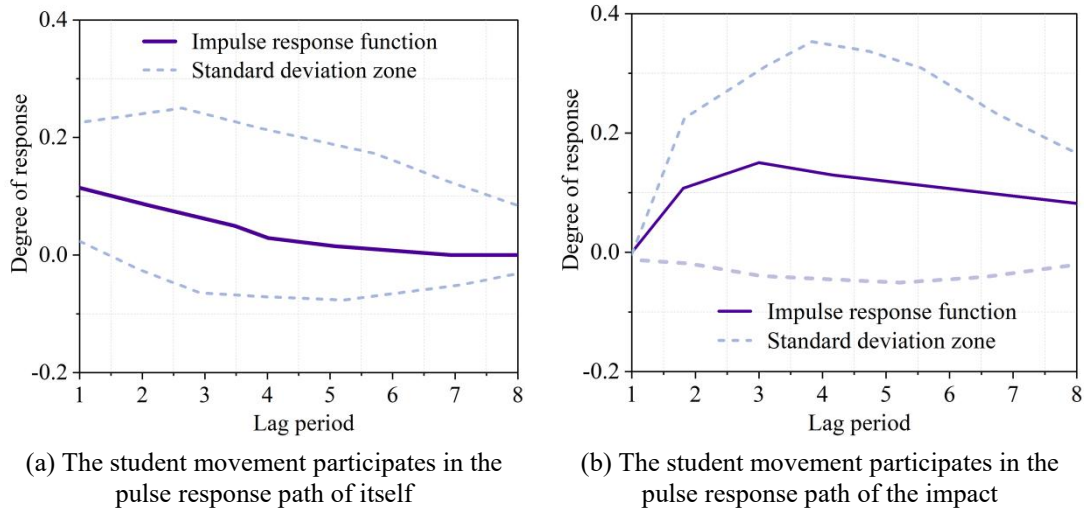 0.4
0.2
0.0
-0.2
Degree of response
Impulse response function
Standard deviation zone
1 2 3 4 5 6 7 8
Lag period
(a) The student movement participates in the
pulse response path of itself
0.4
0.2
0.0
-0.2
Degree of response
Impulse response function
Standard deviation zone
1 2 3 4 5 6 7 8
Lag period
(b) The student movement participates in the
pulse response path of the impact